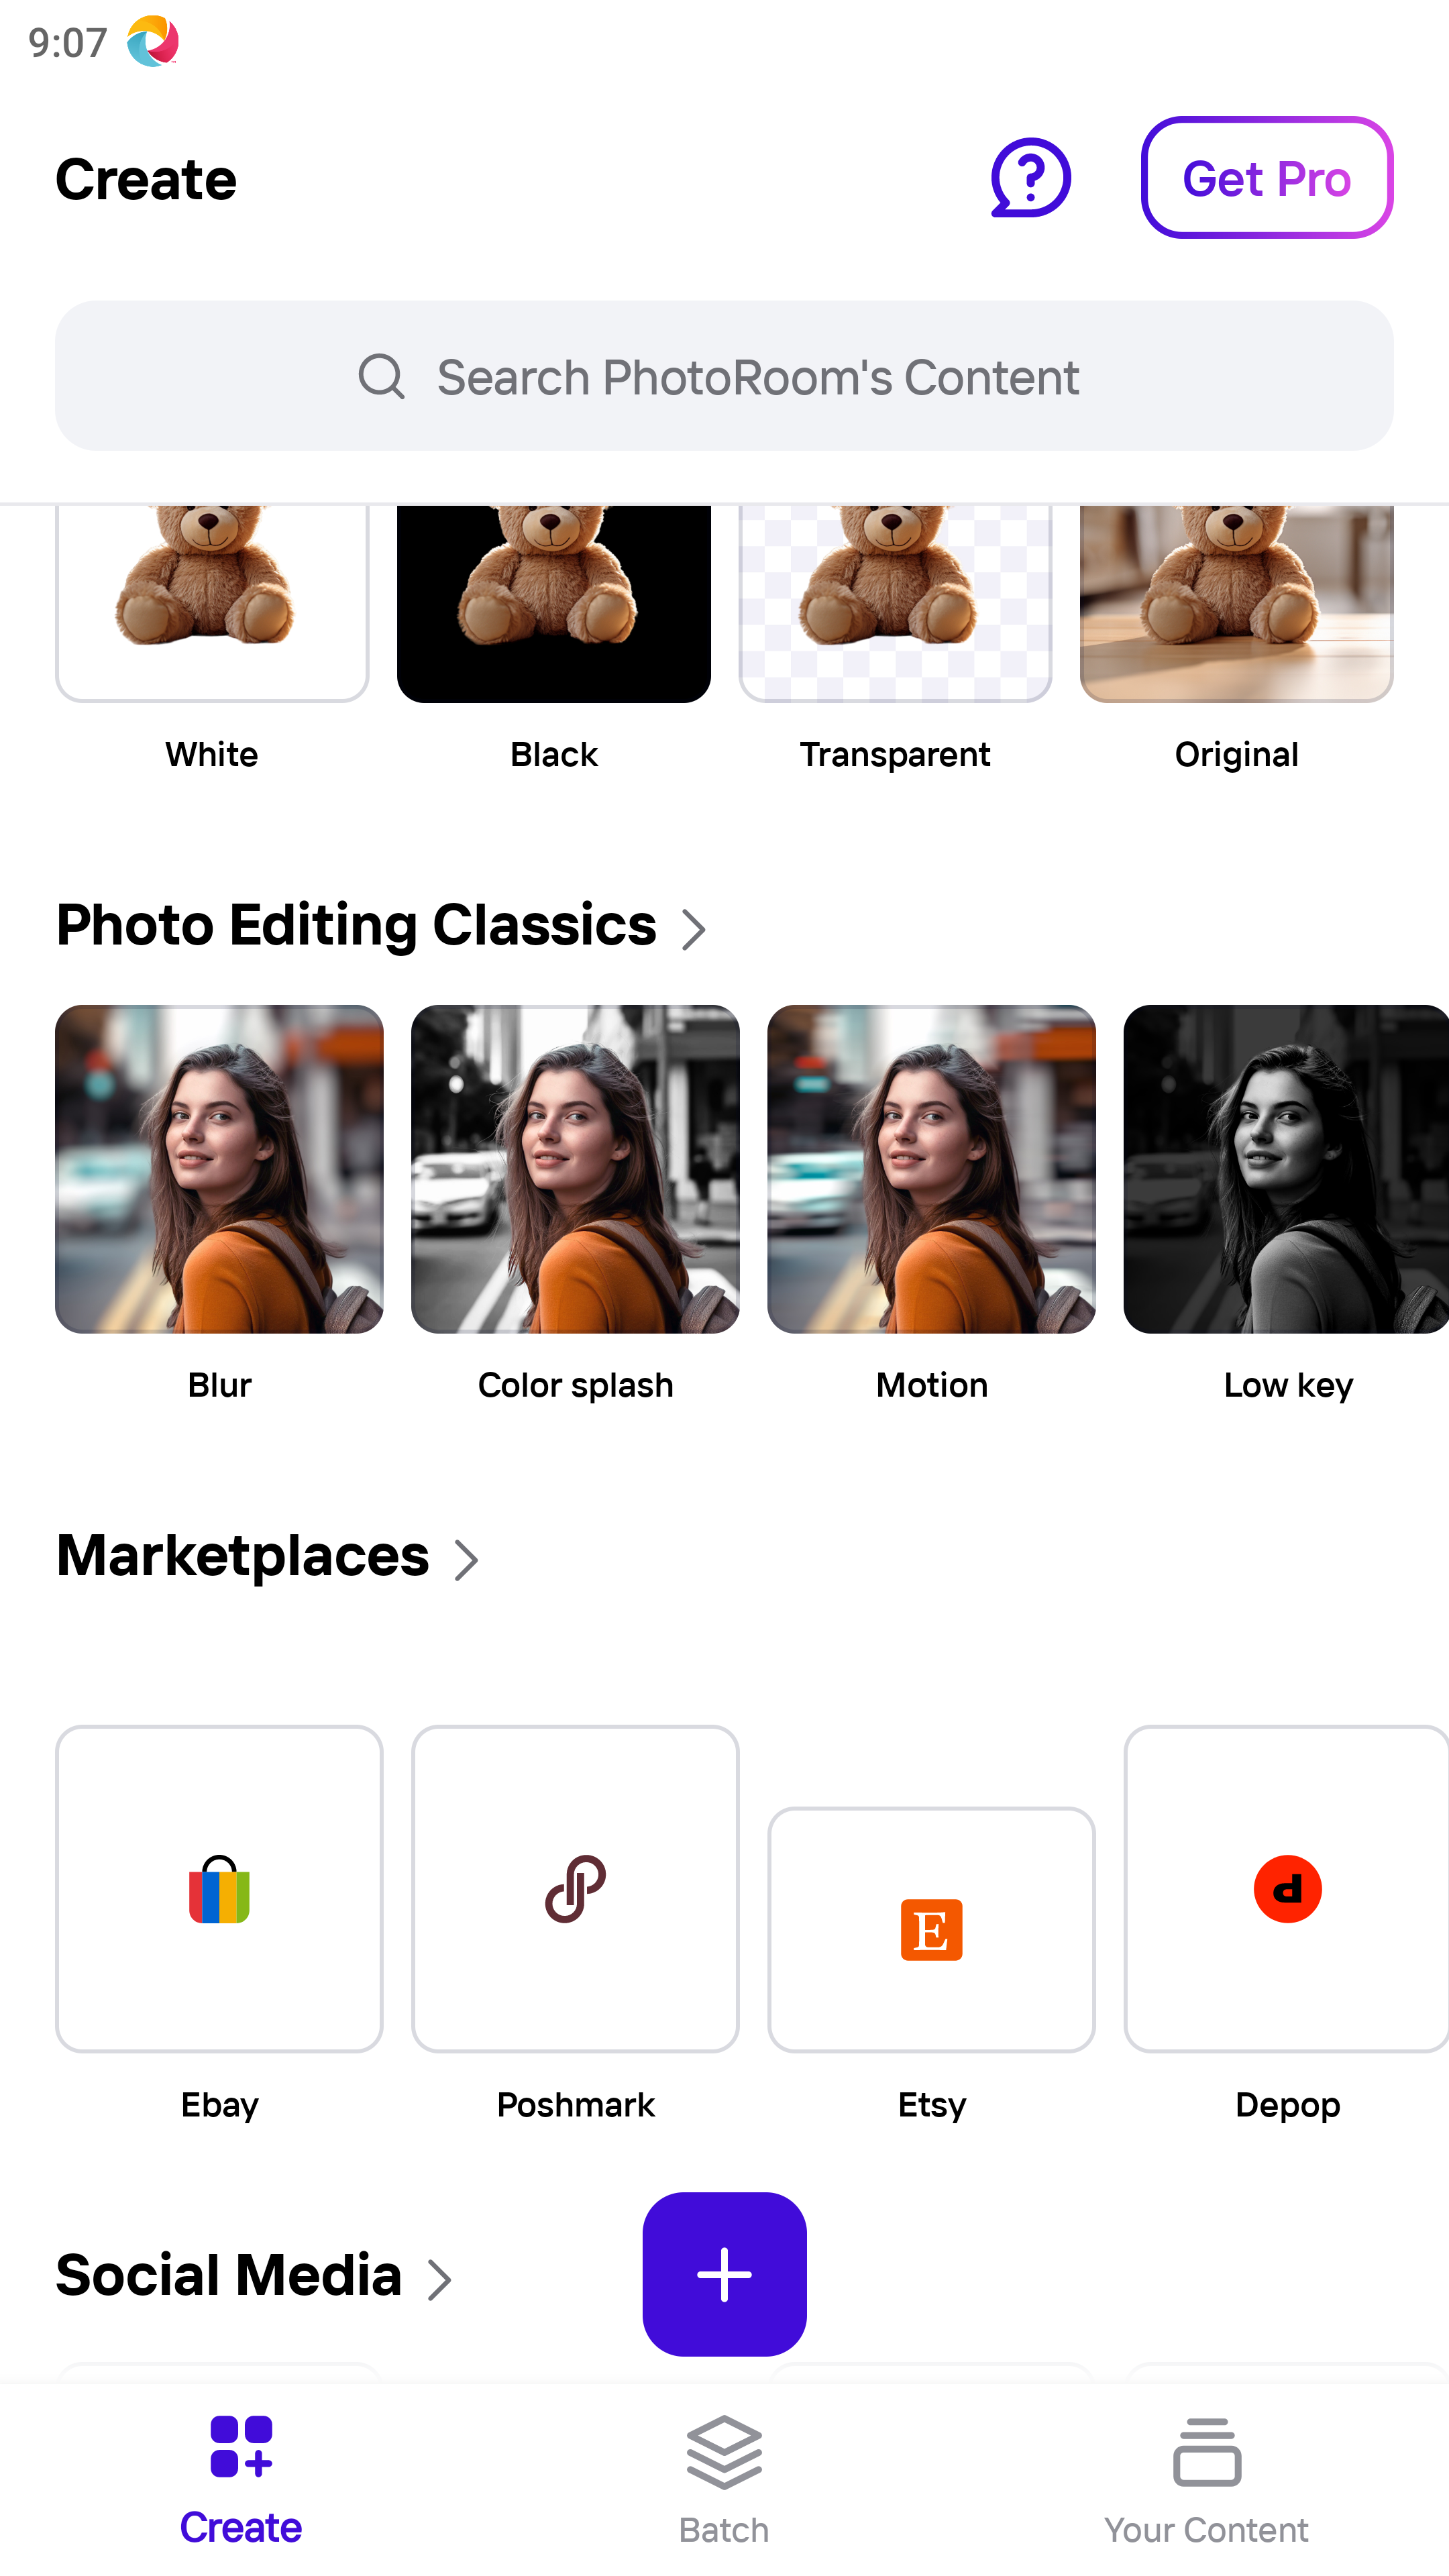 9:07
Create
Get Pro
Search PhotoRoom's Content
White
Black
Transparent
Original
Photo Editing Classics
Blur
Color splash
Motion
Low key
Marketplaces
E
d
Ebay
Poshmark
Etsy
Depop
Social Media
Create
Batch
Your Content